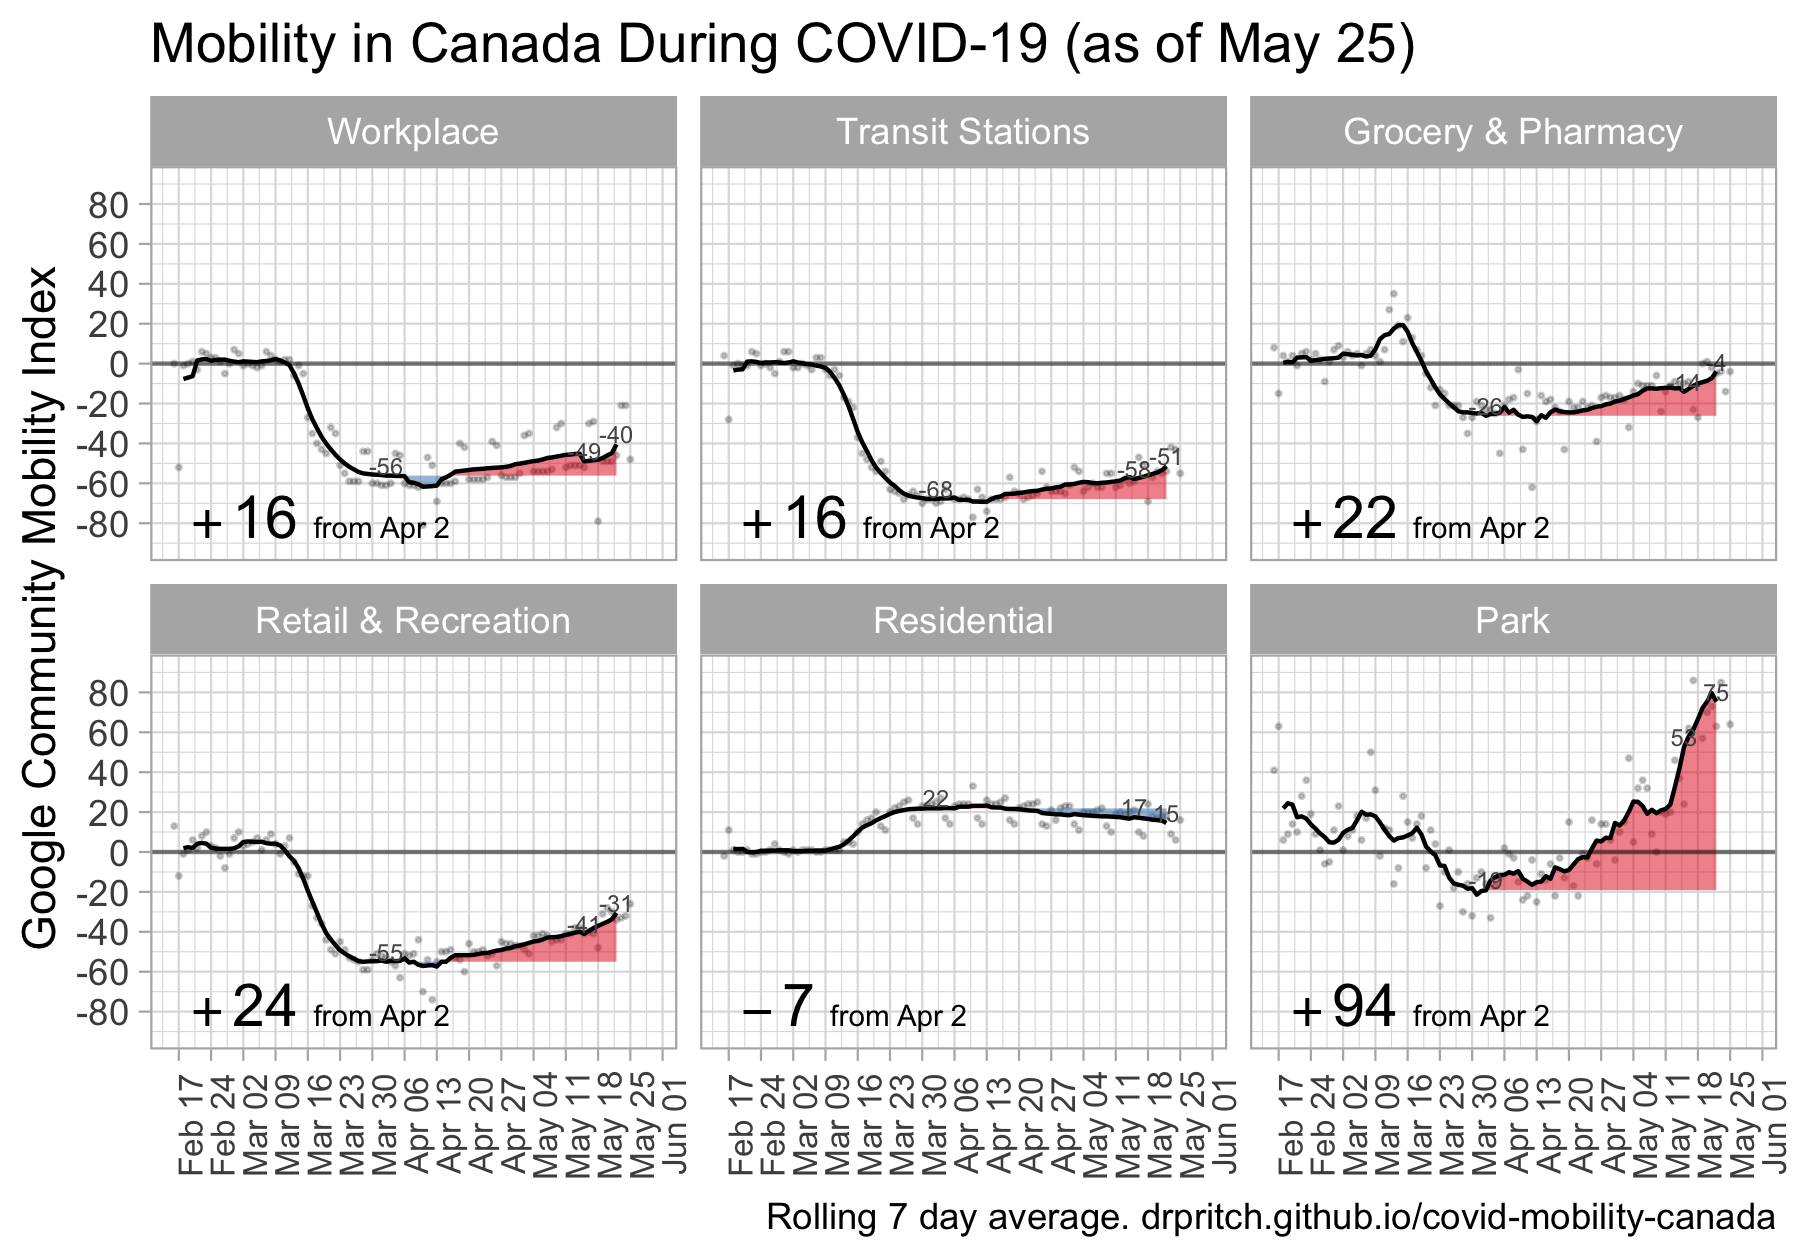 Mobility in Canada During COVID-19 (as of May 25)
Google Community Mobility Index
Workplace
Transit Stations
Grocery & Pharmacy
80
60
40
20
0
-20
-40
-60
-80
-56
-49
-40
+16 from Apr 2
-68
-58
-51
+16 from Apr 2
-26
-14
-4
+22 from Apr 2
Retail & Recreation
Residential
Park
80
60
40
20
0
-20
-40
-60
-80
-55
-41
-31
+24 from Apr 2
22
17
15
−7 from Apr 2
-19
53
75
+94 from Apr 2
Feb 17
Feb 24
Mar 02
Mar 09
Mar 16
Mar 23
Mar 30
Apr 06
Apr 13
Apr 20
Apr 27
May 04
May 11
May 18
May 25
Jun 01
Feb 17
Feb 24
Mar 02
Mar 09
Mar 16
Mar 23
Mar 30
Apr 06
Apr 13
Apr 20
Apr 27
May 04
May 11
May 18
May 25
Jun 01
Feb 17
Feb 24
Mar 02
Mar 09
Mar 16
Mar 23
Mar 30
Apr 06
Apr 13
Apr 20
Apr 27
May 04
May 11
May 18
May 25
Jun 01
Rolling 7 day average. drpritch.github.io/covid-mobility-canada